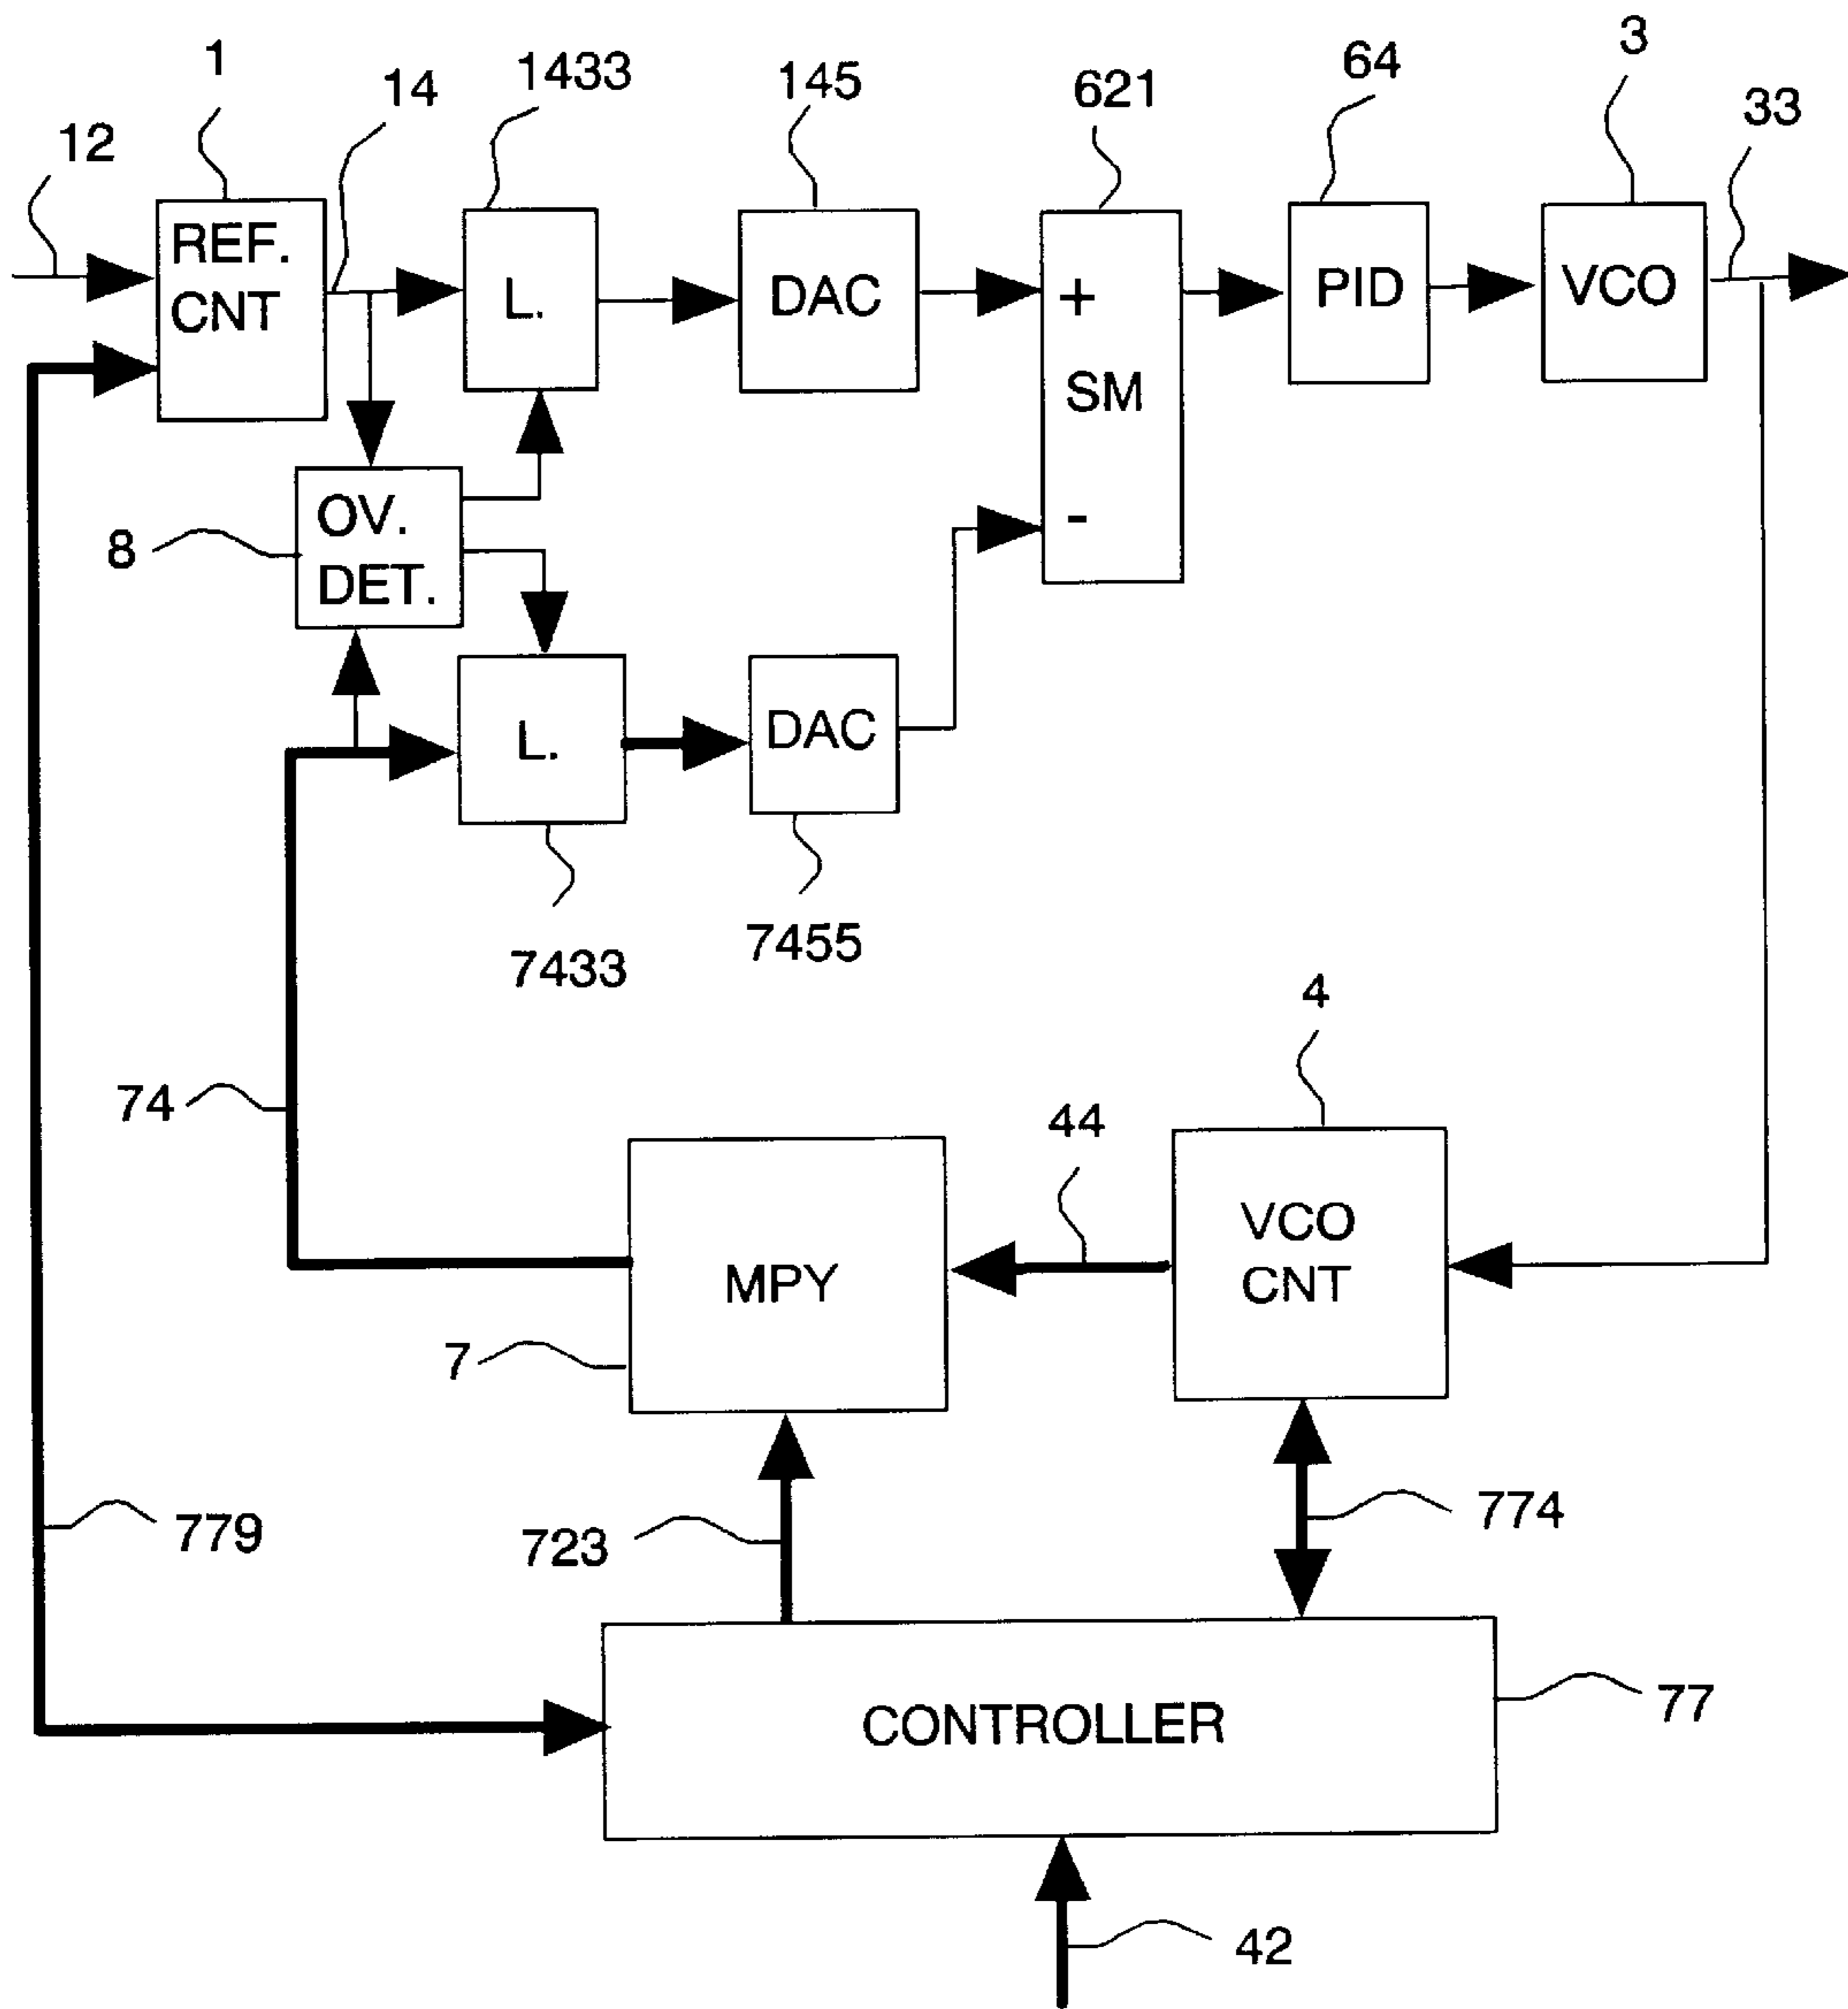 1
14
1433
145
621
64
3
33
12
REF.
CNT
L.
DAC
+
SM
-
PID
VCO
OV.
DET.
8
L.
DAC
7433
7455
74
4
44
VCO
CNT
MPY
7
779
723
774
CONTROLLER
77
42